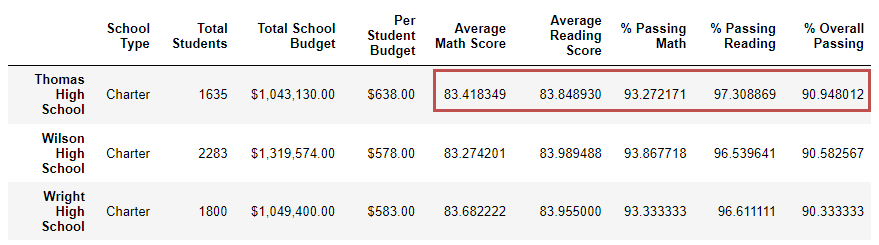 School Type Total Students Total School Budget Per Student Budget Average Math Score Average Reading Score % Passing Math % Passing Reading % Overall Passing
Thomas High School Charter 1635 $1,043,130.00 $638.00 83.418349 83.848930 93.272171 97.308869 90.948012
Wilson High School Charter 2283 $1,319,574.00 $578.00 83.274201 83.989488 93.867718 96.539641 90.582567
Wright High School Charter 1800 $1,049,400.00 $583.00 83.682222 83.955000 93.333333 96.611111 90.333333